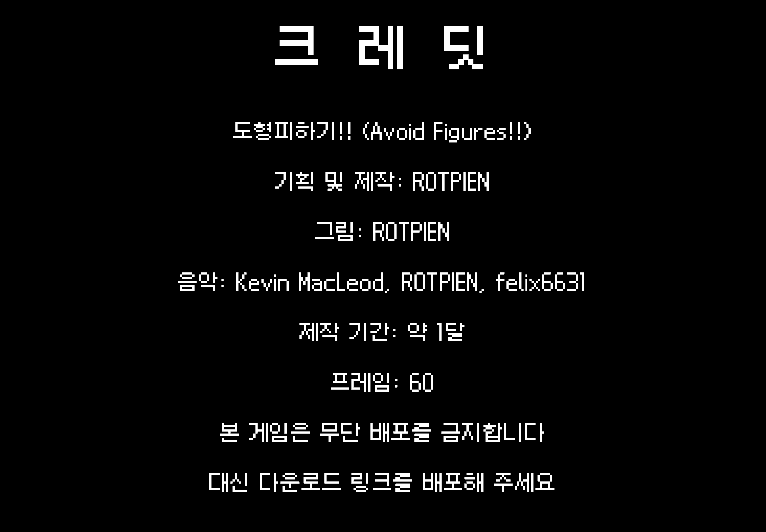 크 레 딧
도형피하기!! (Avoid Figures!!)
기획 및 제작: ROTPIEN
그림: ROTPIEN
음악: Kevin MacLeod, ROTPIEN, felix6631
제작 기간: 약 1달
프레임: 60
본 게임은 무단 배포를 금지합니다
대신 다운로드 링크를 배포해 주세요